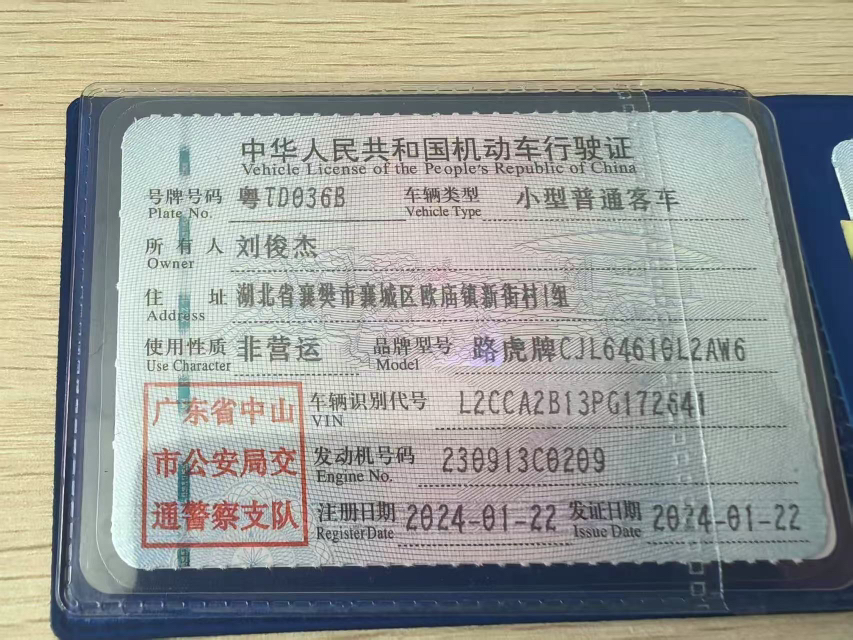 中华人民共和国机动车行驶证
Vehicle License of the People's Republic of China
号牌号码 粤TD036B 车辆类型 小型普通客车
Plate No. Vehicle Type
所有人 刘俊杰
Owner
住址 湖北省襄樊市襄城区欧庙镇新街村1组
Address
使用性质 非营运 品牌型号 路虎牌CJL6461GL2AW6
Use Character Model
广东省中山 车辆识别代号 L2CCA2B13PG172641
VIN
市公安局交 发动机号码 230913C0209
Engine No.
通警察支队 注册日期 2024-01-22 发证日期 2024-01-22
Register Date Issue Date